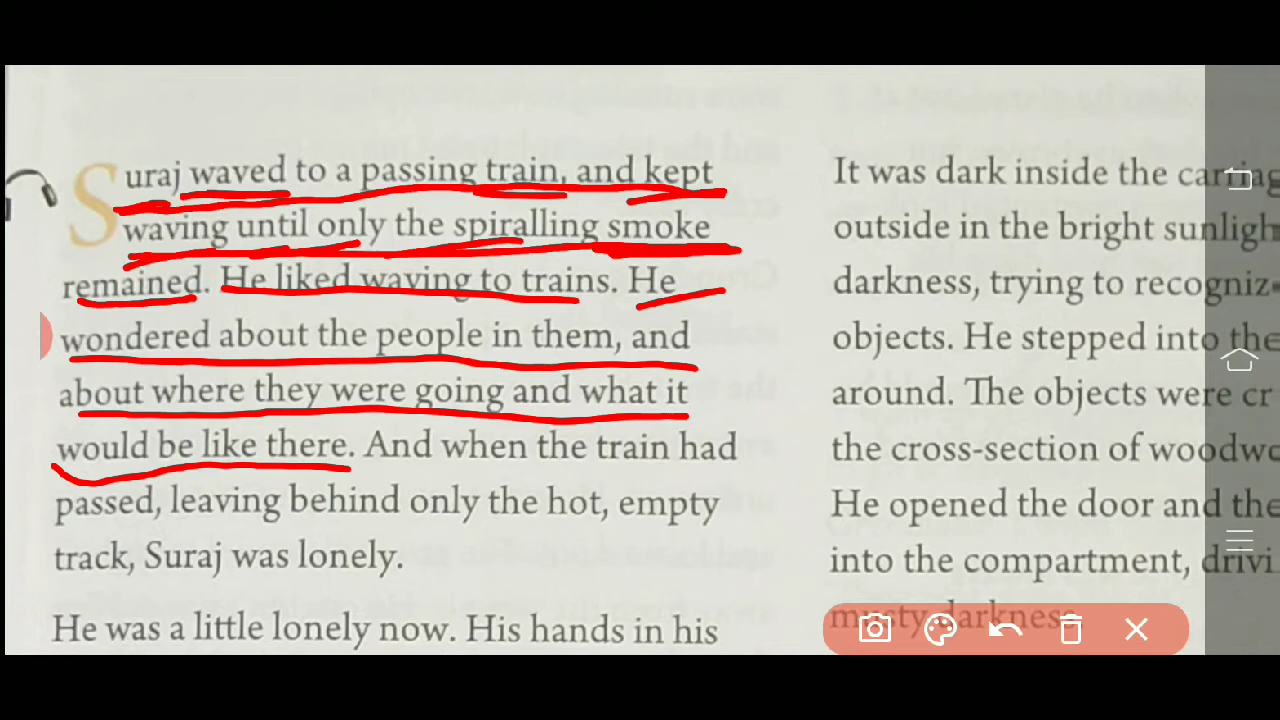 Suraj waved to a passing train, and kept
waving until only the spiralling smoke
remained. He liked waving to trains. He
wondered about the people in them, and
about where they were going and what it
would be like there. And when the train had
passed, leaving behind only the hot, empty
track, Suraj was lonely.
He was a little lonely now. His hands in his
It was dark inside the
outside in the bright
darkness, trying to
objects. He stepped into the
around. The objects were
the cross-section of
He opened the door and the
into the compartment,
musty darkness.